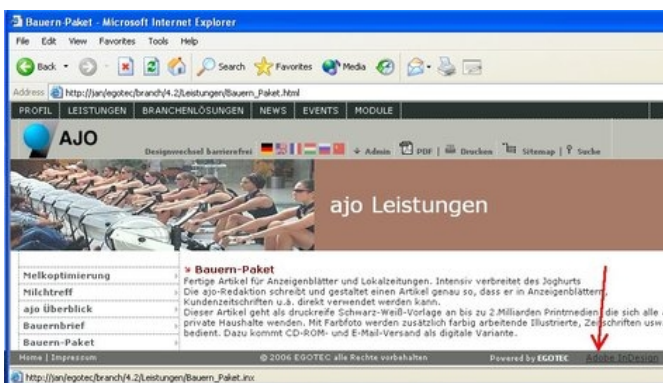 Bauern-Paket - Microsoft Internet Explorer
File Edit View Favorites Tools Help
Back Search Favorites Media
Address http://jan/egotec/branch/4.2/Leistungen/Bauern_Paket.html
PROFIL LEISTUNGEN BRANCHENLÖSUNGEN NEWS EVENTS MODULE
AJO
Designwechsel barrierefrei Admin PDF | Drucken Sitemap | Suche
ajo Leistungen
Melkoptimierung
Milchtreff
ajo Überblick
Bauernbrief
Bauern-Paket
Bauern-Paket
Fertige Artikel für Anzeigenblätter und Lokalzeitungen. Intensiv verbreitet des Joghurts
Die ajo-Redaktion schreibt und gestaltet einen Artikel genau so, dass er in Anzeigenblättern,
Kundenzeitschriften u.ä. direkt verwendet werden kann.
Dieser Artikel geht als druckreife Schwarz-Weiß-Vorlage an bis zu 2.Milliarden Printmedien, die sich alle
private Haushalte wenden. Mit Farbfoto werden zusätzlich farbig arbeitende Illustrierte, Zeitschriften usw
bedient. Dazu kommt CD-ROM- und E-Mail-Versand als digitale Variante.
Home | Impressum © 2006 EGOTEC alle Rechte vorbehalten Powered by EGOTEC Adobe InDesign
http://jan/egotec/branch/4.2/Leistungen/Bauern_Paket.inx